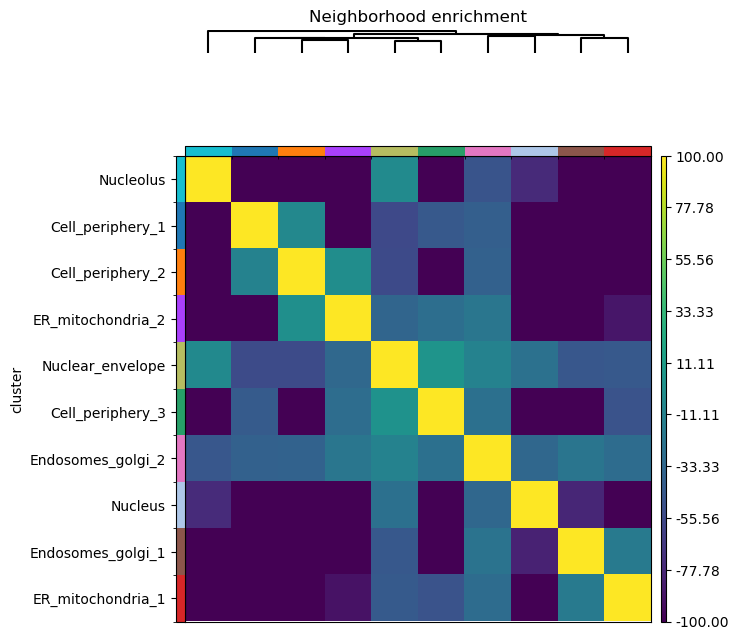 Neighborhood enrichment
Nucleolus
Cell_periphery_1
Cell_periphery_2
ER_mitochondria_2
Nuclear_envelope
Cell_periphery_3
Endosomes_golgi_2
Nucleus
Endosomes_golgi_1
ER_mitochondria_1
cluster
100.00
77.78
55.56
33.33
11.11
-11.11
-33.33
-55.56
-77.78
-100.00